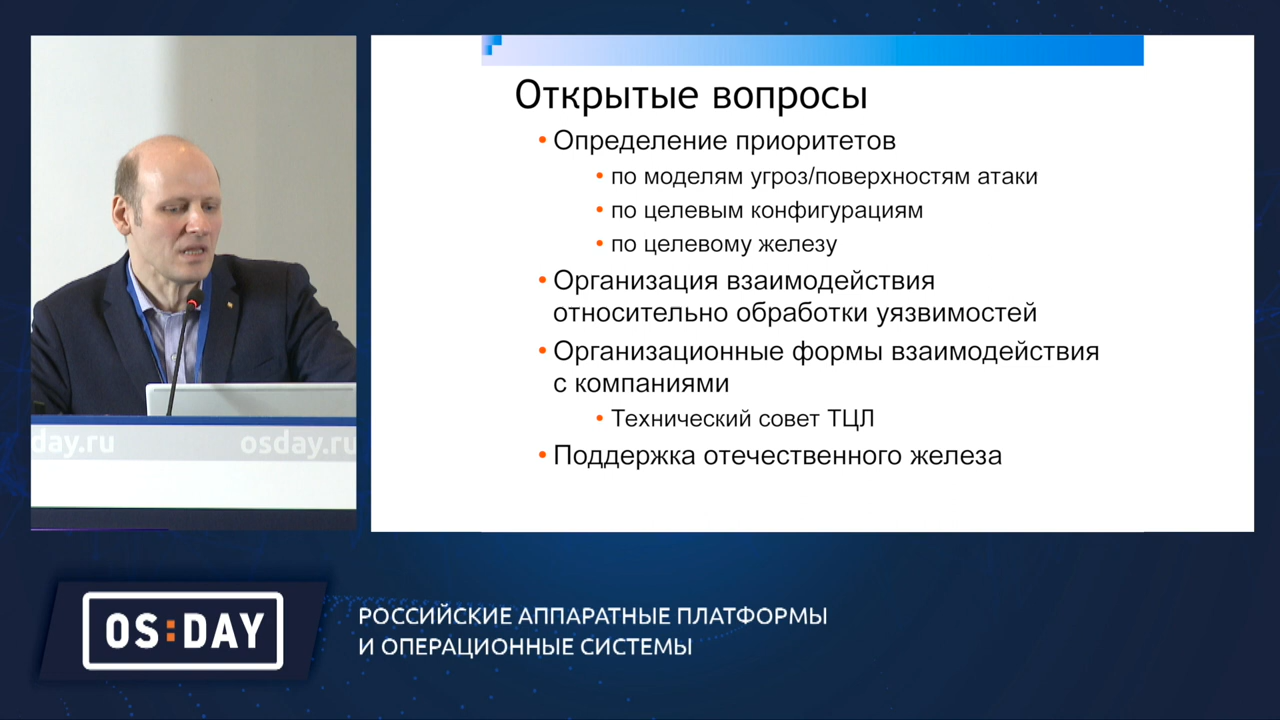 Открытые вопросы
• Определение приоритетов
• по моделям угроз/поверхностям атаки
• по целевым конфигурациям
• по целевому железу
• Организация взаимодействия
относительно обработки уязвимостей
• Организационные формы взаимодействия
с компаниями
• Технический совет ТЦЛ
• Поддержка отечественного железа
day.ru
osday.ru
OS:DAY
РОССИЙСКИЕ АППАРАТНЫЕ ПЛАТФОРМЫ
И ОПЕРАЦИОННЫЕ СИСТЕМЫ